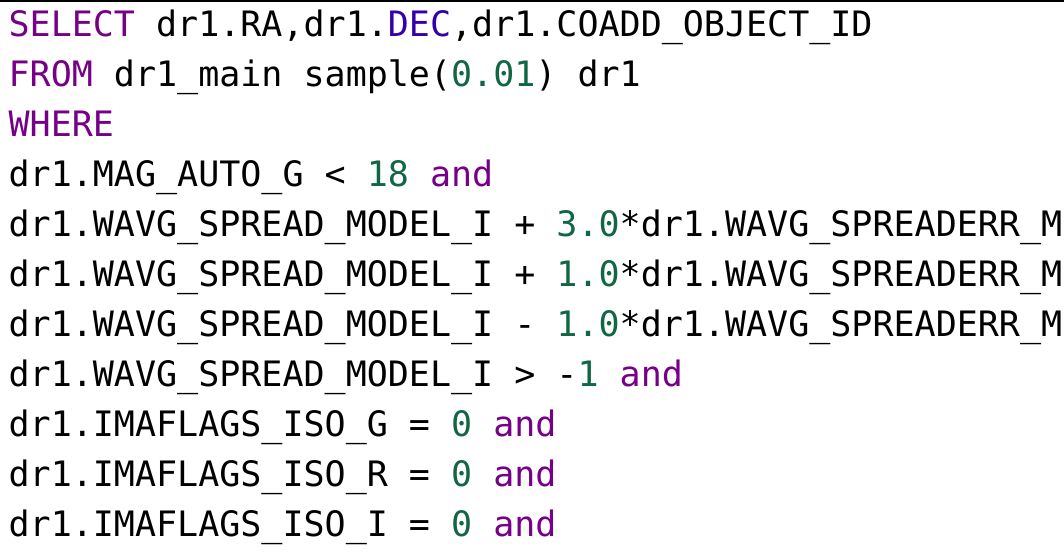 SELECT dr1.RA,dr1.DEC,dr1.COADD_OBJECT_ID
FROM dr1_main sample(0.01) dr1
WHERE
dr1.MAG_AUTO_G < 18 and
dr1.WAVG_SPREAD_MODEL_I + 3.0*dr1.WAVG_SPREADERR_M
dr1.WAVG_SPREAD_MODEL_I + 1.0*dr1.WAVG_SPREADERR_M
dr1.WAVG_SPREAD_MODEL_I - 1.0*dr1.WAVG_SPREADERR_M
dr1.WAVG_SPREAD_MODEL_I > -1 and
dr1.IMAFLAGS_ISO_G = 0 and
dr1.IMAFLAGS_ISO_R = 0 and
dr1.IMAFLAGS_ISO_I = 0 and